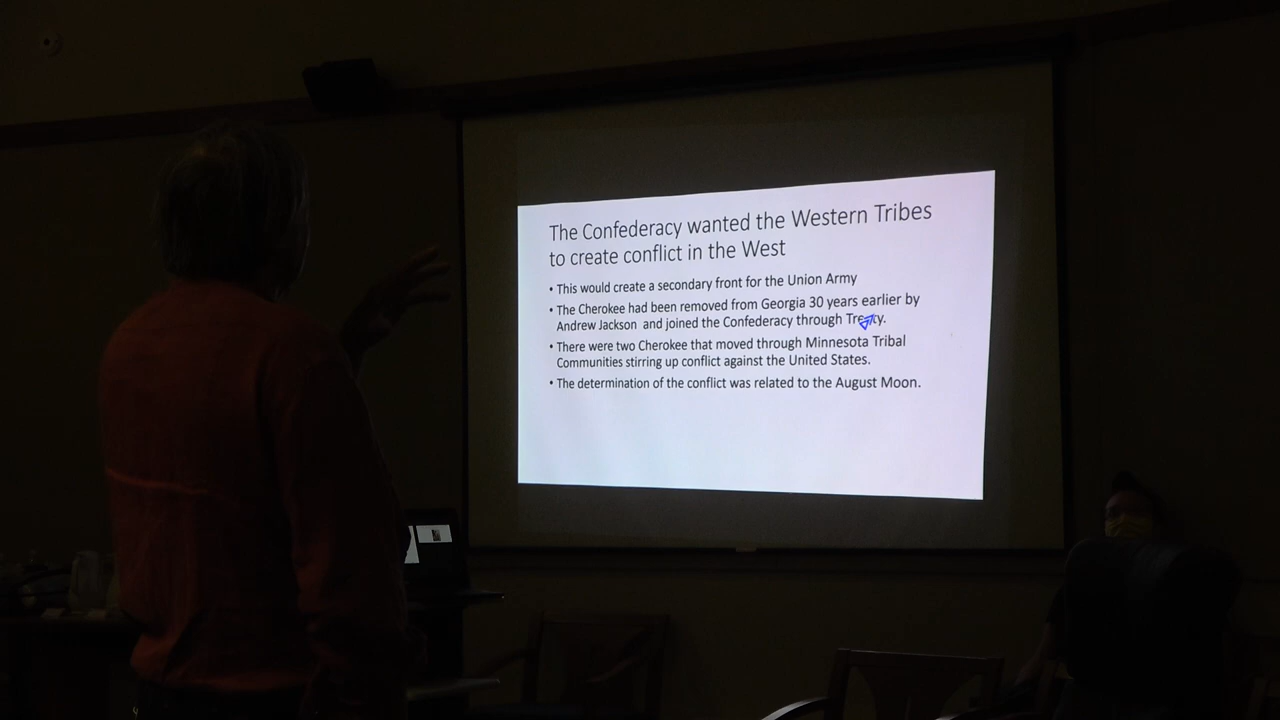 The Confederacy wanted the Western Tribes
to create conflict in the West
• This would create a secondary front for the Union Army
• The Cherokee had been removed from Georgia 30 years earlier by
Andrew Jackson and joined the Confederacy through Treaty.
• There were two Cherokee that moved through Minnesota Tribal
Communities stirring up conflict against the United States.
• The determination of the conflict was related to the August Moon.